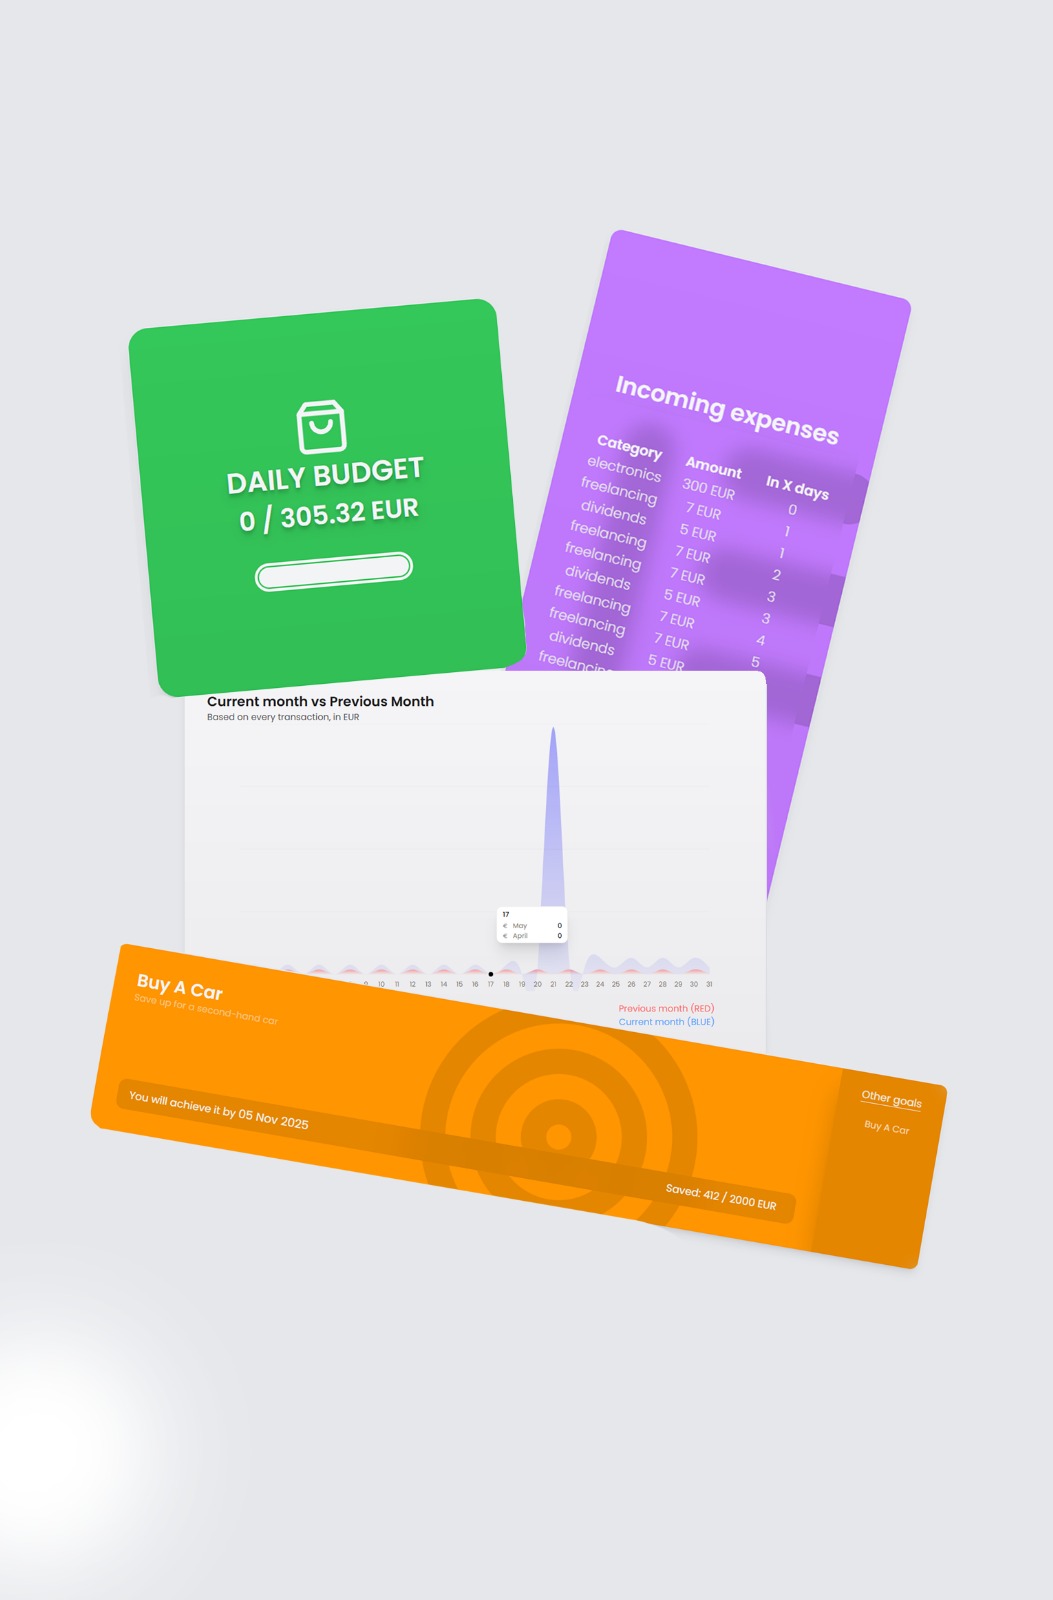 DAILY BUDGET
0 / 305.32 EUR
Incoming expenses
Category Amount In X days
electronics 300 EUR 0
freelancing 7 EUR 1
dividends 5 EUR 1
freelancing 7 EUR 2
freelancing 7 EUR 3
dividends 5 EUR 3
freelancing 7 EUR 4
freelancing 7 EUR 5
dividends 5 EUR
freelancing
Current month vs Previous Month
Based on every transaction, in EUR
17
€ May 0
€ April 0
9 10 11 12 13 14 15 16 17 18 19 20 21 22 23 24 25 26 27 28 29 30 31
Previous month (RED)
Current month (BLUE)
Buy A Car
Save up for a second-hand car
You will achieve it by 05 Nov 2025
Saved: 412 / 2000 EUR
Other goals
Buy A Car